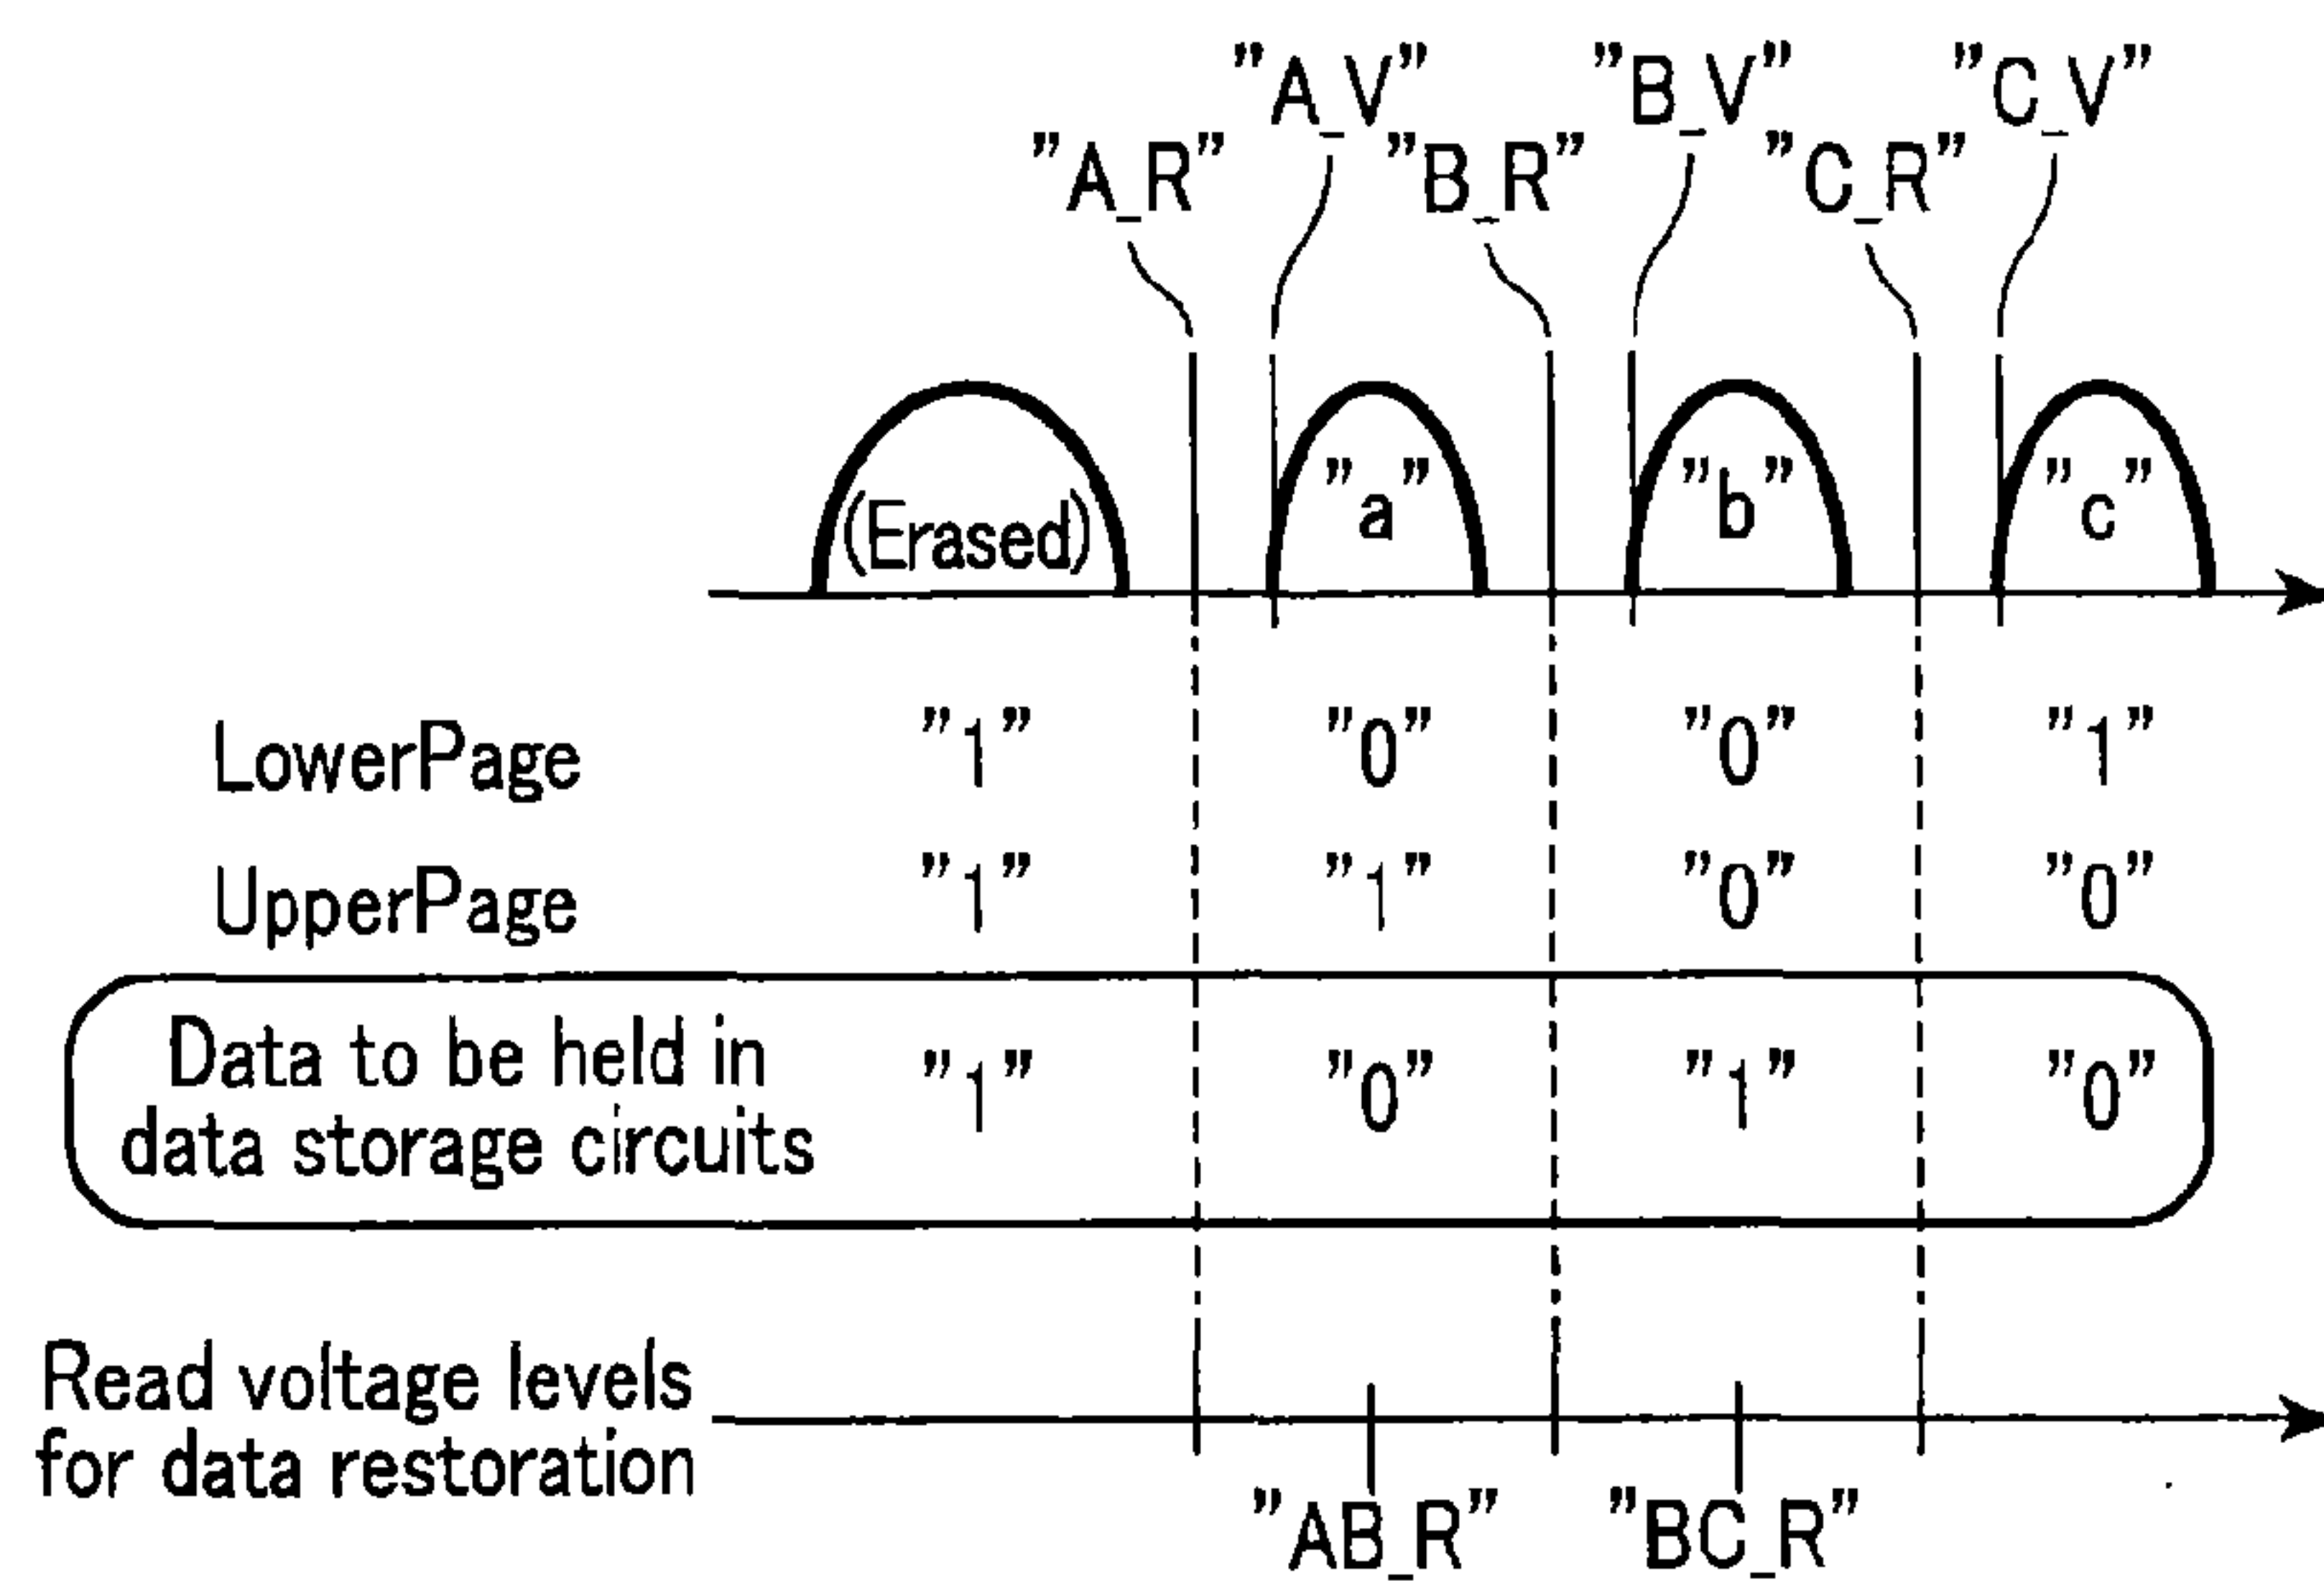 "A_V" "B_V" "C_V"
"A_R" "B_R" "C_R"
(Erased) "a" "b" "c"
LowerPage "1" "0" "0" "1"
UpperPage "1" "1" "0" "0"
Data to be held in
data storage circuits "1" "0" "1" "0"
Read voltage levels
for data restoration
"AB_R" "BC_R"